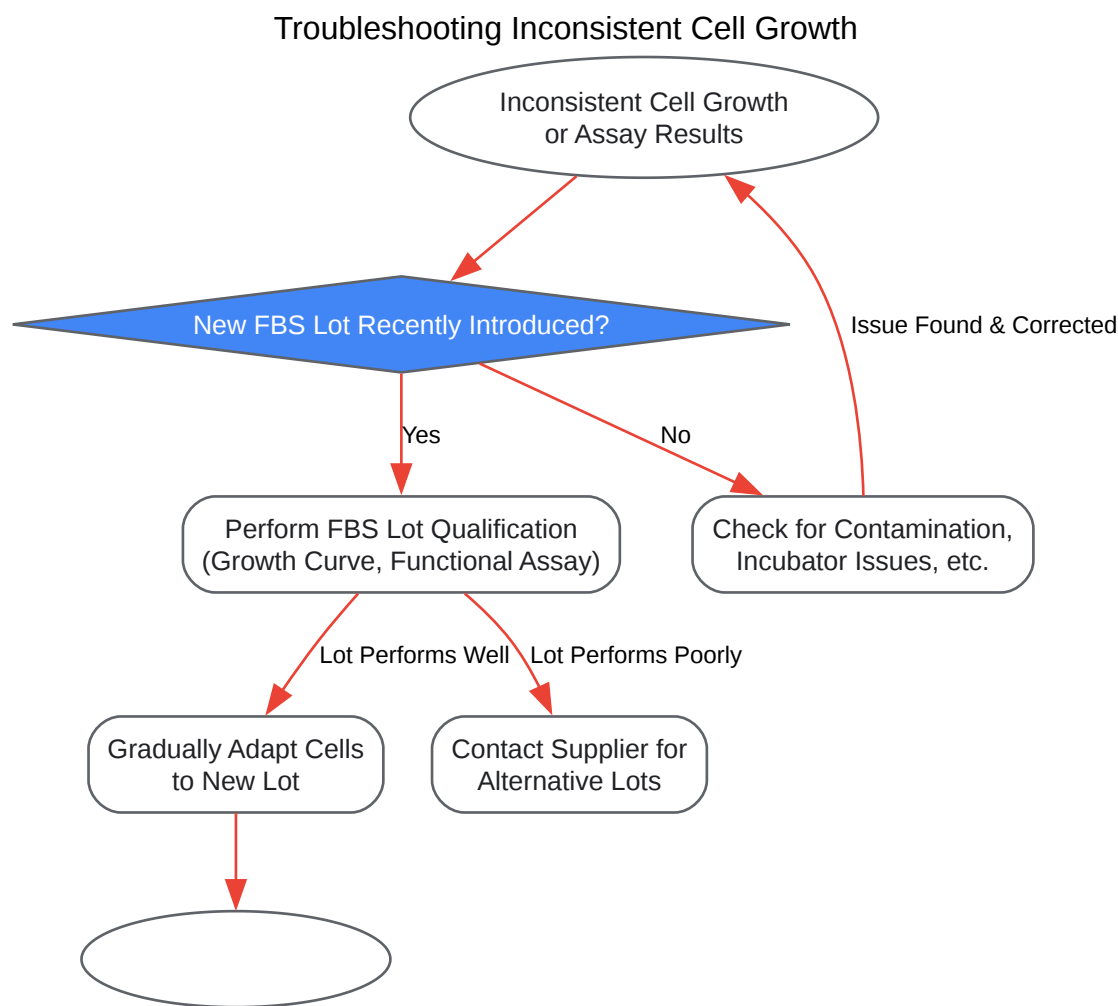 Troubleshooting Inconsistent Cell Growth
Inconsistent Cell Growth
or Assay Results
New FBS Lot Recently Introduced?
Issue Found & Corrected
Yes
No
Perform FBS Lot Qualification
(Growth Curve, Functional Assay)
Check for Contamination,
Incubator Issues, etc.
Lot Performs Well
Lot Performs Poorly
Gradually Adapt Cells
to New Lot
Contact Supplier for
Alternative Lots